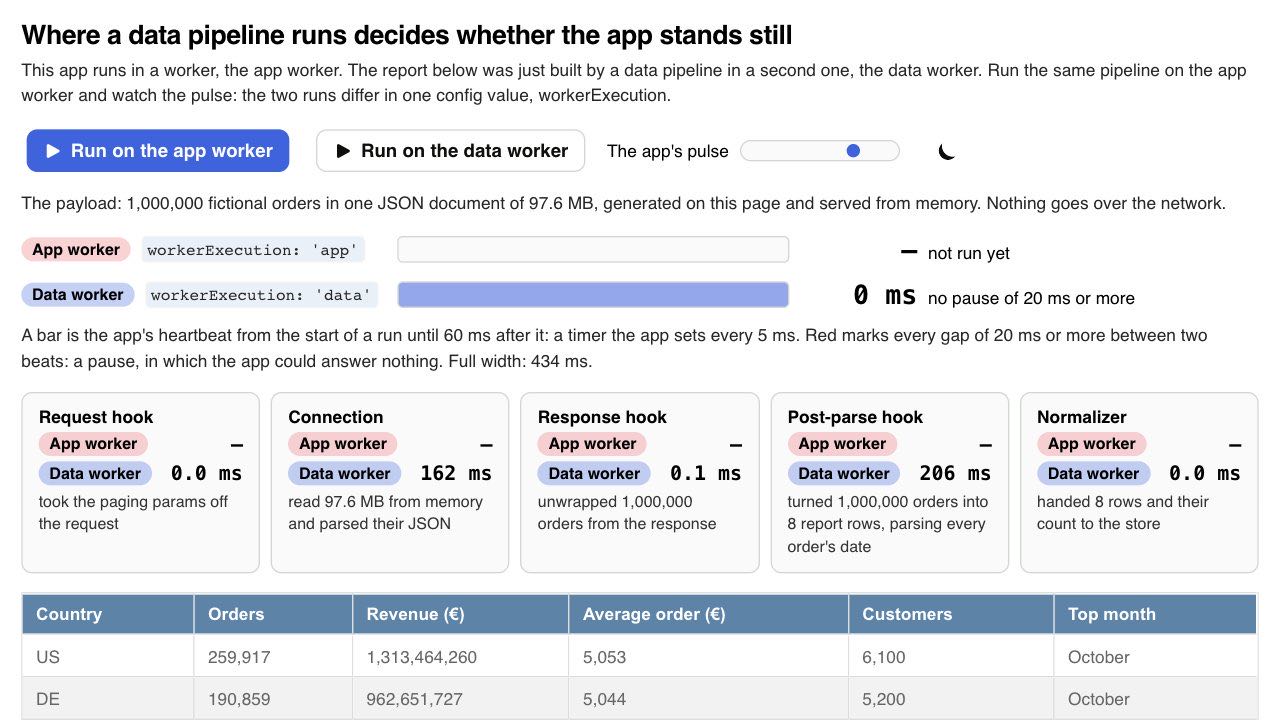 Where a data pipeline runs decides whether the app stands still
This app runs in a worker, the app worker. The report below was just built by a data pipeline in a second one, the data worker. Run the same pipeline on the app
worker and watch the pulse: the two runs differ in one config value, workerExecution.
Run on the app worker
Run on the data worker
The app's pulse
The payload: 1,000,000 fictional orders in one JSON document of 97.6 MB, generated on this page and served from memory. Nothing goes over the network.
App worker workerExecution: 'app' – not run yet
Data worker workerExecution: 'data' 0 ms no pause of 20 ms or more
A bar is the app's heartbeat from the start of a run until 60 ms after it: a timer the app sets every 5 ms. Red marks every gap of 20 ms or more between two
beats: a pause, in which the app could answer nothing. Full width: 434 ms.
Request hook
App worker –
Data worker 0.0 ms
took the paging params off
the request
Connection
App worker –
Data worker 162 ms
read 97.6 MB from memory
and parsed their JSON
Response hook
App worker –
Data worker 0.1 ms
unwrapped 1,000,000
orders from the response
Post-parse hook
App worker –
Data worker 206 ms
turned 1,000,000 orders into
8 report rows, parsing every
order's date
Normalizer
App worker –
Data worker 0.0 ms
handed 8 rows and their
count to the store
Country Orders Revenue (€) Average order (€) Customers Top month
US 259,917 1,313,464,260 5,053 6,100 October
DE 190,859 962,651,727 5,044 5,200 October